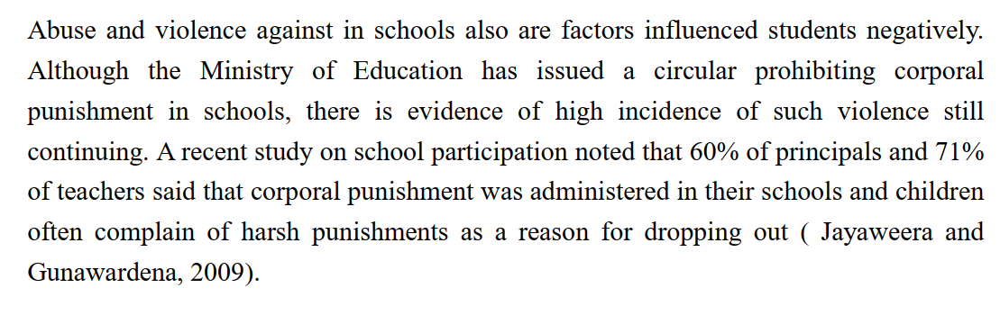 Abuse and violence against in schools also are factors influenced students negatively.
Although the Ministry of Education has issued a circular prohibiting corporal
punishment in schools, there is evidence of high incidence of such violence still
continuing. A recent study on school participation noted that 60% of principals and 71%
of teachers said that corporal punishment was administered in their schools and children
often complain of harsh punishments as a reason for dropping out ( Jayaweera and
Gunawardena, 2009).